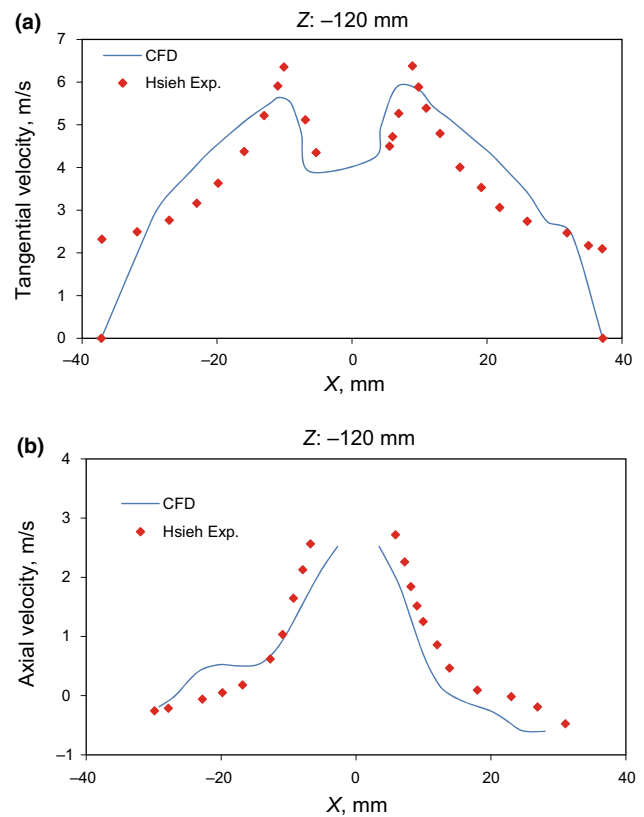 (a)
Z: –120 mm
7
6
5
4
3
2
1
0
Tangential velocity, m/s
CFD
Hsieh Exp.
–40 –20 0 20 40
X, mm
(b)
Z: –120 mm
4
3
2
1
0
–1
Axial velocity, m/s
CFD
Hsieh Exp.
–40 –20 0 20 40
X, mm